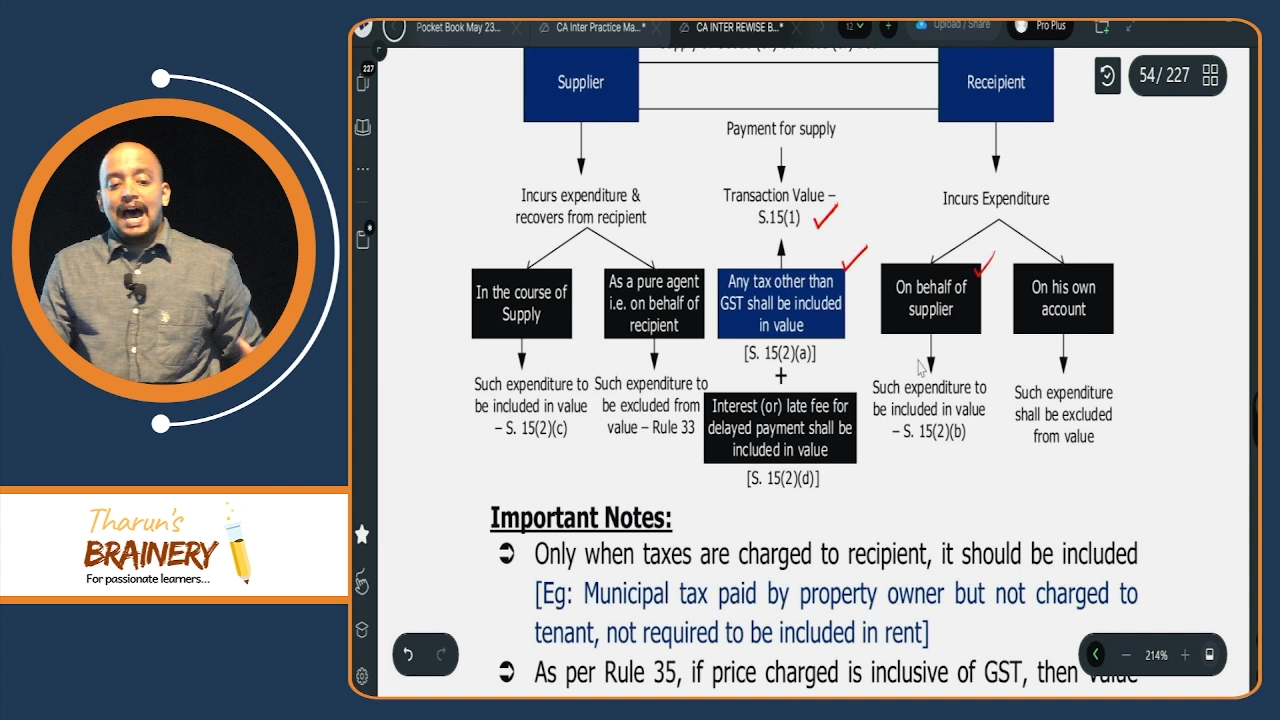 Pocket Book May 23...
CA Inter Practice Ma...*
CA INTER REWISE B...*
12
Upload / Share
Pro Plus
227
54 / 227
Supplier
Receipient
Payment for supply
Incurs expenditure &
recovers from recipient
Transaction Value –
S.15(1)
Incurs Expenditure
In the course of
Supply
As a pure agent
i.e. on behalf of
recipient
Any tax other than
GST shall be included
in value
On behalf of
supplier
On his own
account
[S. 15(2)(a)]
+
Such expenditure to
be included in value
– S. 15(2)(c)
Such expenditure to
be excluded from
value – Rule 33
Interest (or) late fee for
delayed payment shall be
included in value
Such expenditure to
be included in value
– S. 15(2)(b)
Such expenditure
shall be excluded
from value
[S. 15(2)(d)]
Important Notes:
Only when taxes are charged to recipient, it should be included
[Eg: Municipal tax paid by property owner but not charged to
tenant, not required to be included in rent]
As per Rule 35, if price charged is inclusive of GST, then value
214%
Tharun's
BRAINERY
For passionate learners...